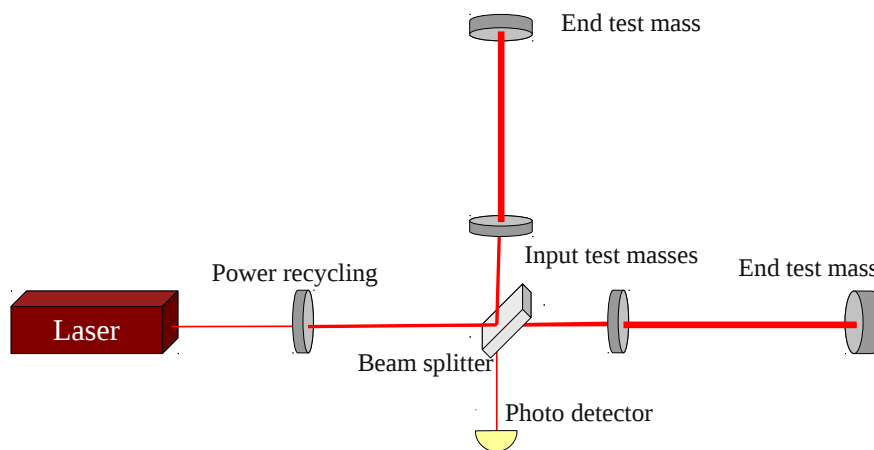 End test mass
Input test masses
Power recycling
End test mass
Laser
Beam splitter
Photo detector